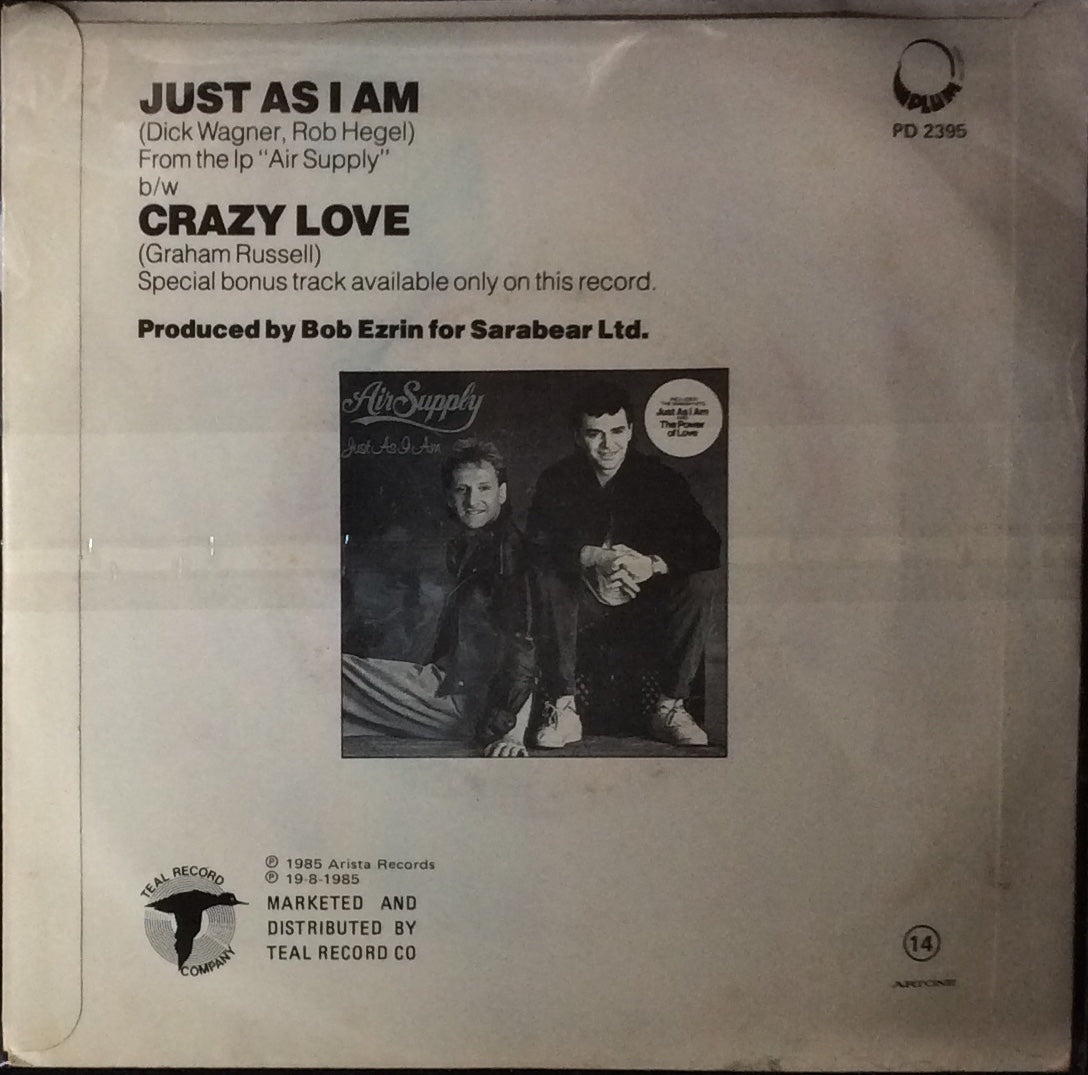 JUST AS I AM
(Dick Wagner, Rob Hegel)
From the lp "Air Supply"
b/w
CRAZY LOVE
(Graham Russell)
Special bonus track available only on this record.
Produced by Bob Ezrin for Sarabear Ltd.
PLUM
PD 2395
Air Supply
Just As I Am
Just As I Am
The Power
of Love
TEAL RECORD
COMPANY
℗ 1985 Arista Records
℗ 19-8-1985
MARKETED AND
DISTRIBUTED BY
TEAL RECORD CO
14
ARTONE